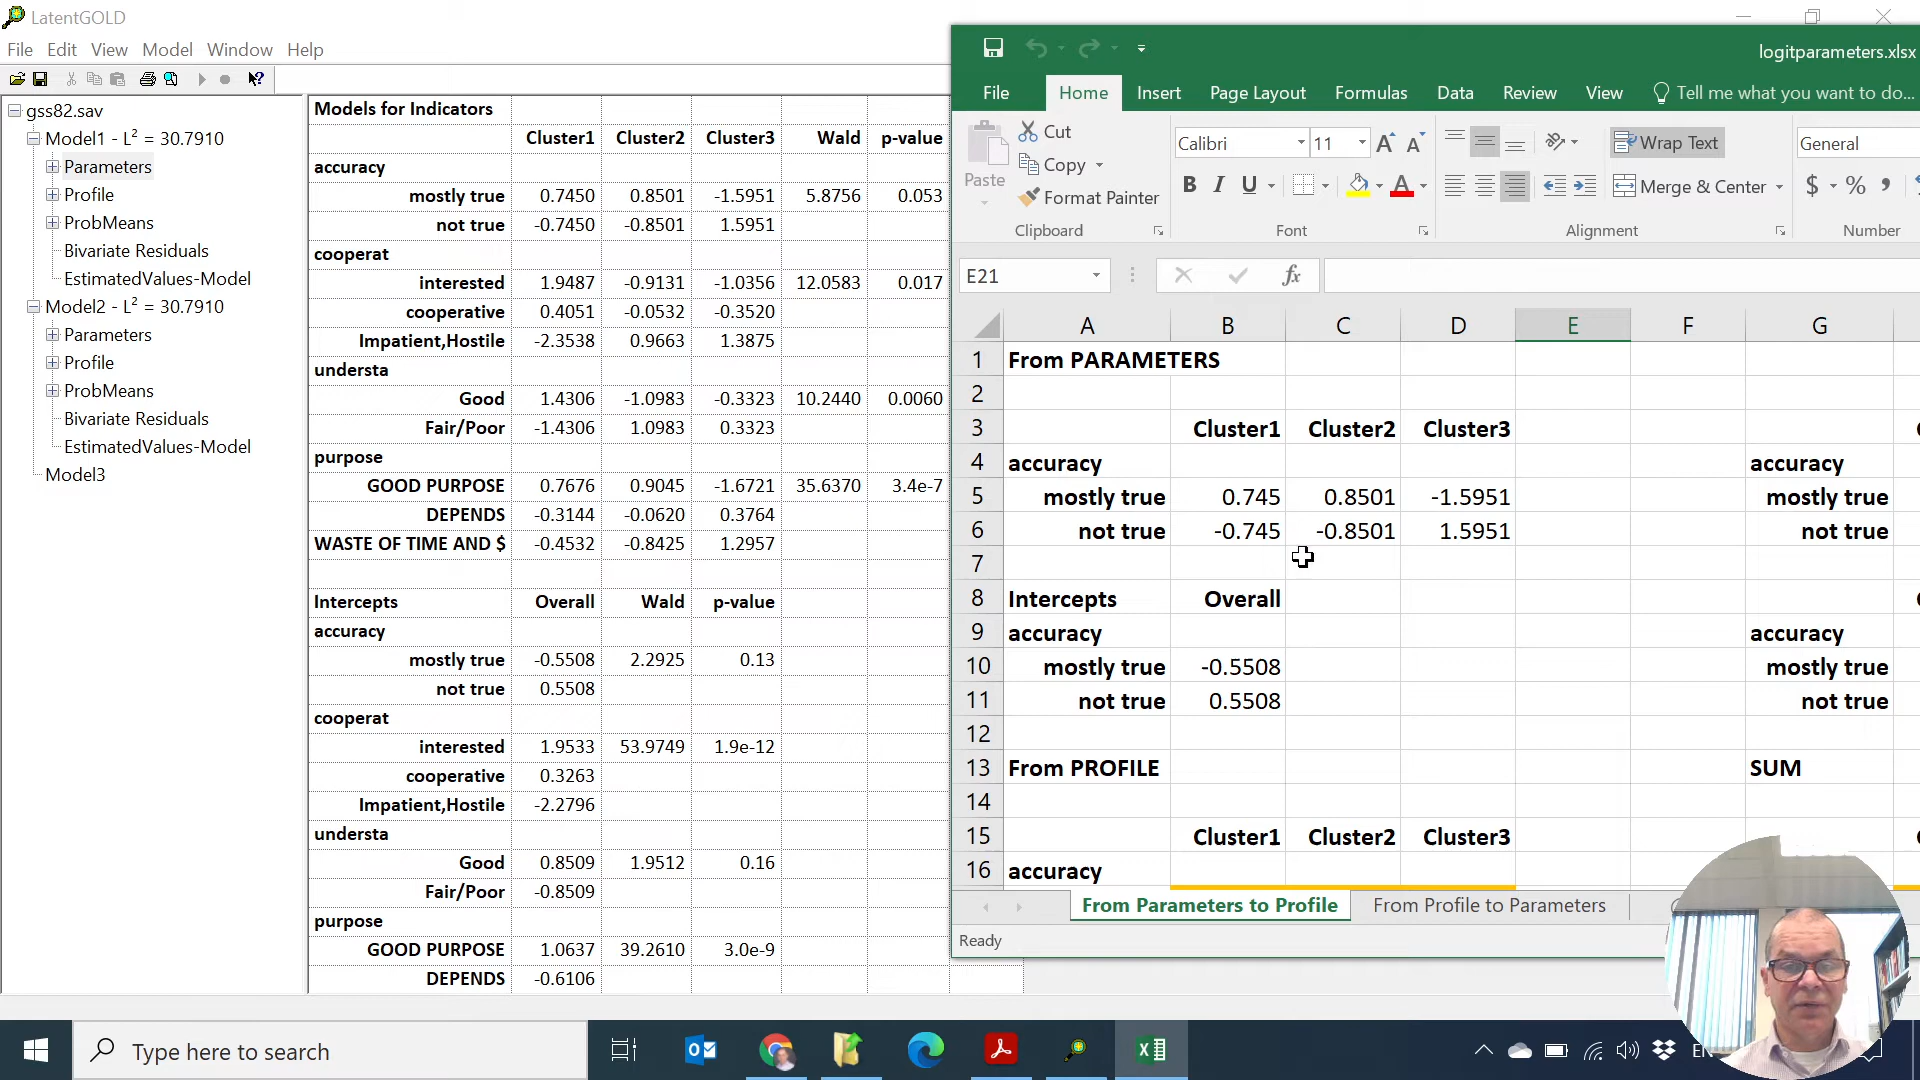 LatentGOLD
File Edit View Model Window Help
gss82.sav
Model1 - L² = 30.7910
Parameters
Profile
ProbMeans
Bivariate Residuals
EstimatedValues-Model
Model2 - L² = 30.7910
Parameters
Profile
ProbMeans
Bivariate Residuals
EstimatedValues-Model
Model3
Models for Indicators
Cluster1 Cluster2 Cluster3 Wald p-value
accuracy
mostly true 0.7450 0.8501 -1.5951 5.8756 0.053
not true -0.7450 -0.8501 1.5951
cooperat
interested 1.9487 -0.9131 -1.0356 12.0583 0.017
cooperative 0.4051 -0.0532 -0.3520
Impatient,Hostile -2.3538 0.9663 1.3875
understa
Good 1.4306 -1.0983 -0.3323 10.2440 0.0060
Fair/Poor -1.4306 1.0983 0.3323
purpose
GOOD PURPOSE 0.7676 0.9045 -1.6721 35.6370 3.4e-7
DEPENDS -0.3144 -0.0620 0.3764
WASTE OF TIME AND $ -0.4532 -0.8425 1.2957
Intercepts Overall Wald p-value
accuracy
mostly true -0.5508 2.2925 0.13
not true 0.5508
cooperat
interested 1.9533 53.9749 1.9e-12
cooperative 0.3263
Impatient,Hostile -2.2796
understa
Good 0.8509 1.9512 0.16
Fair/Poor -0.8509
purpose
GOOD PURPOSE 1.0637 39.2610 3.0e-9
DEPENDS -0.6106
logitparameters.xlsx
File Home Insert Page Layout Formulas Data Review View Tell me what you want to do...
Paste
Cut
Copy
Format Painter
Clipboard
Calibri 11
B I U
Font
Wrap Text
Merge & Center
Alignment
General
$ % ,
Number
E21
fx
A B C D E F G
1 From PARAMETERS
2
3 Cluster1 Cluster2 Cluster3
4 accuracy accuracy
5 mostly true 0.745 0.8501 -1.5951 mostly true
6 not true -0.745 -0.8501 1.5951 not true
7
8 Intercepts Overall
9 accuracy accuracy
10 mostly true -0.5508 mostly true
11 not true 0.5508 not true
12
13 From PROFILE SUM
14
15 Cluster1 Cluster2 Cluster3
16 accuracy
From Parameters to Profile From Profile to Parameters
Ready
Type here to search